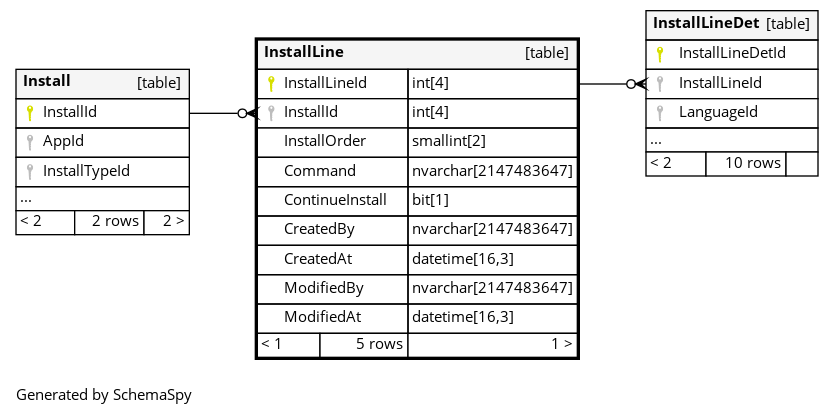 Install [table]
InstallId
AppId
InstallTypeId
...
< 2 2 rows 2 >
InstallLine [table]
InstallLineId int[4]
InstallId int[4]
InstallOrder smallint[2]
Command nvarchar[2147483647]
ContinueInstall bit[1]
CreatedBy nvarchar[2147483647]
CreatedAt datetime[16,3]
ModifiedBy nvarchar[2147483647]
ModifiedAt datetime[16,3]
< 1 5 rows 1 >
InstallLineDet [table]
InstallLineDetId
InstallLineId
LanguageId
...
< 2 10 rows
Generated by SchemaSpy